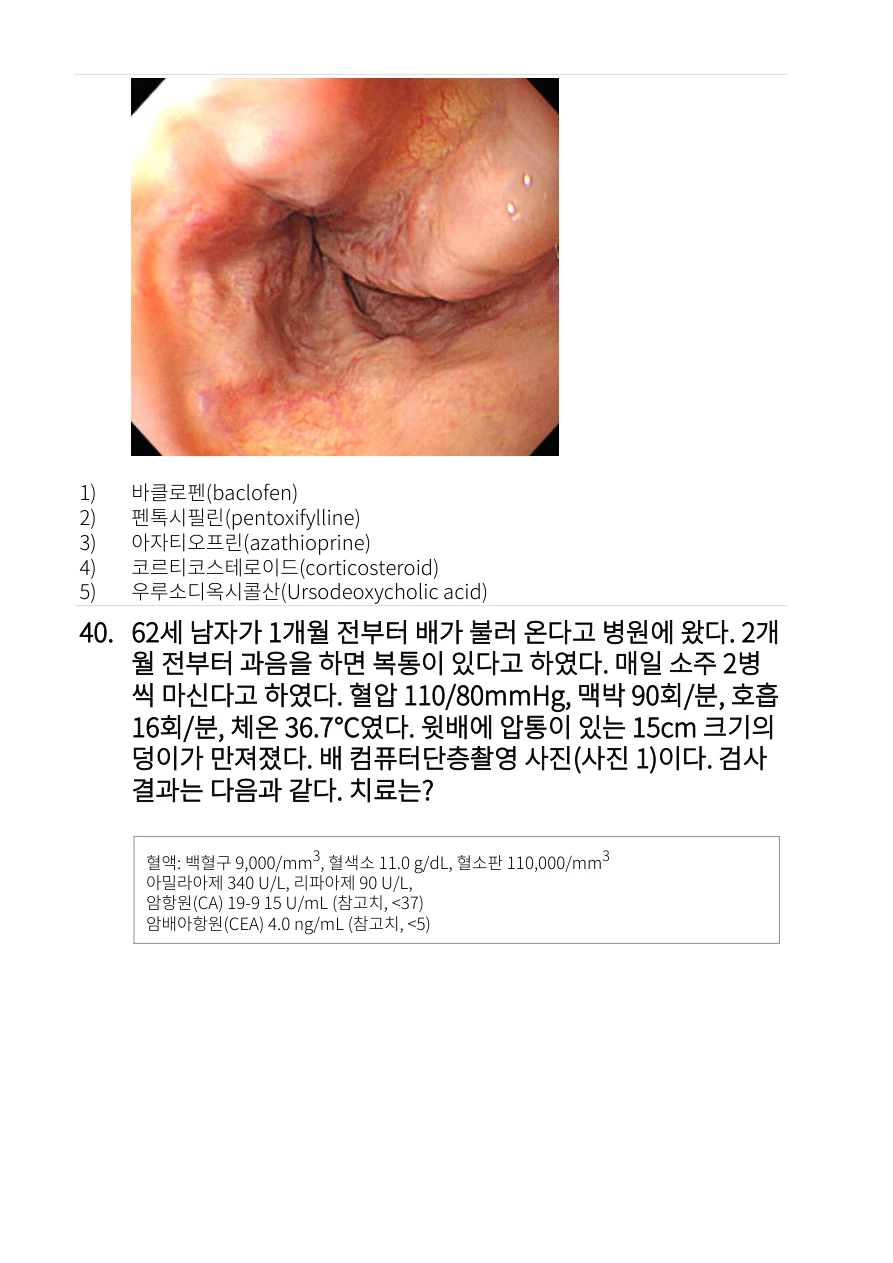 1) 바클로펜(baclofen)
2) 펜톡시필린(pentoxifylline)
3) 아자티오프린(azathioprine)
4) 코르티코스테로이드(corticosteroid)
5) 우루소디옥시콜산(Ursodeoxycholic acid)
40. 62세 남자가 1개월 전부터 배가 불러 온다고 병원에 왔다. 2개
월 전부터 과음을 하면 복통이 있다고 하였다. 매일 소주 2병
씩 마신다고 하였다. 혈압 110/80mmHg, 맥박 90회/분, 호흡
16회/분, 체온 36.7℃였다. 윗배에 압통이 있는 15cm 크기의
덩이가 만져졌다. 배 컴퓨터단층촬영 사진(사진 1)이다. 검사
결과는 다음과 같다. 치료는?
혈액: 백혈구 9,000/mm³, 혈색소 11.0 g/dL, 혈소판 110,000/mm³
아밀라아제 340 U/L, 리파아제 90 U/L,
암항원(CA) 19-9 15 U/mL (참고치, <37)
암배아항원(CEA) 4.0 ng/mL (참고치, <5)